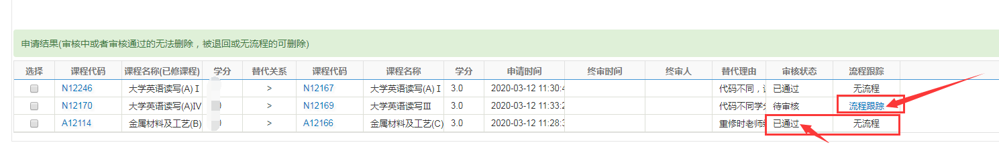 申请结果(审核中或者审核通过的无法删除，被退回或无流程的可删除)
选择 课程代码 课程名称(已修课程) 学分 替代关系 课程代码 课程名称 学分 申请时间 终审时间 终审人 替代理由 审核状态 流程跟踪
N12246 大学英语读写(A) I > N12167 大学英语读写(A) I 3.0 2020-03-12 11:30: 代码不同， 已通过 无流程
N12170 大学英语读写(A)IV > N12169 大学英语读写Ⅲ 3.0 2020-03-12 11:33: 代码不同学 待审核 流程跟踪
A12114 金属材料及工艺(B) > A12166 金属材料及工艺(C) 3.0 2020-03-12 11:28: 重修时老师 已通过 无流程